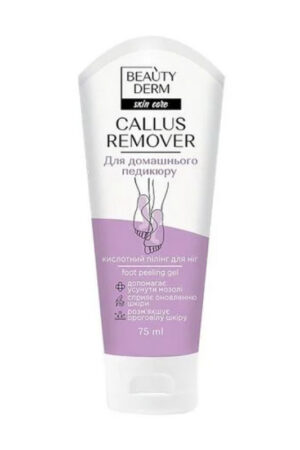 BEAUTY
DERM
skin care
CALLUS
REMOVER
Для домашнього
педикюру
кислотний пілінг для ніг
foot peeling gel
допомагає
усунути мозолі
сприяє оновленню
шкіри
розм'якшує
ороговілу шкіру
75 ml